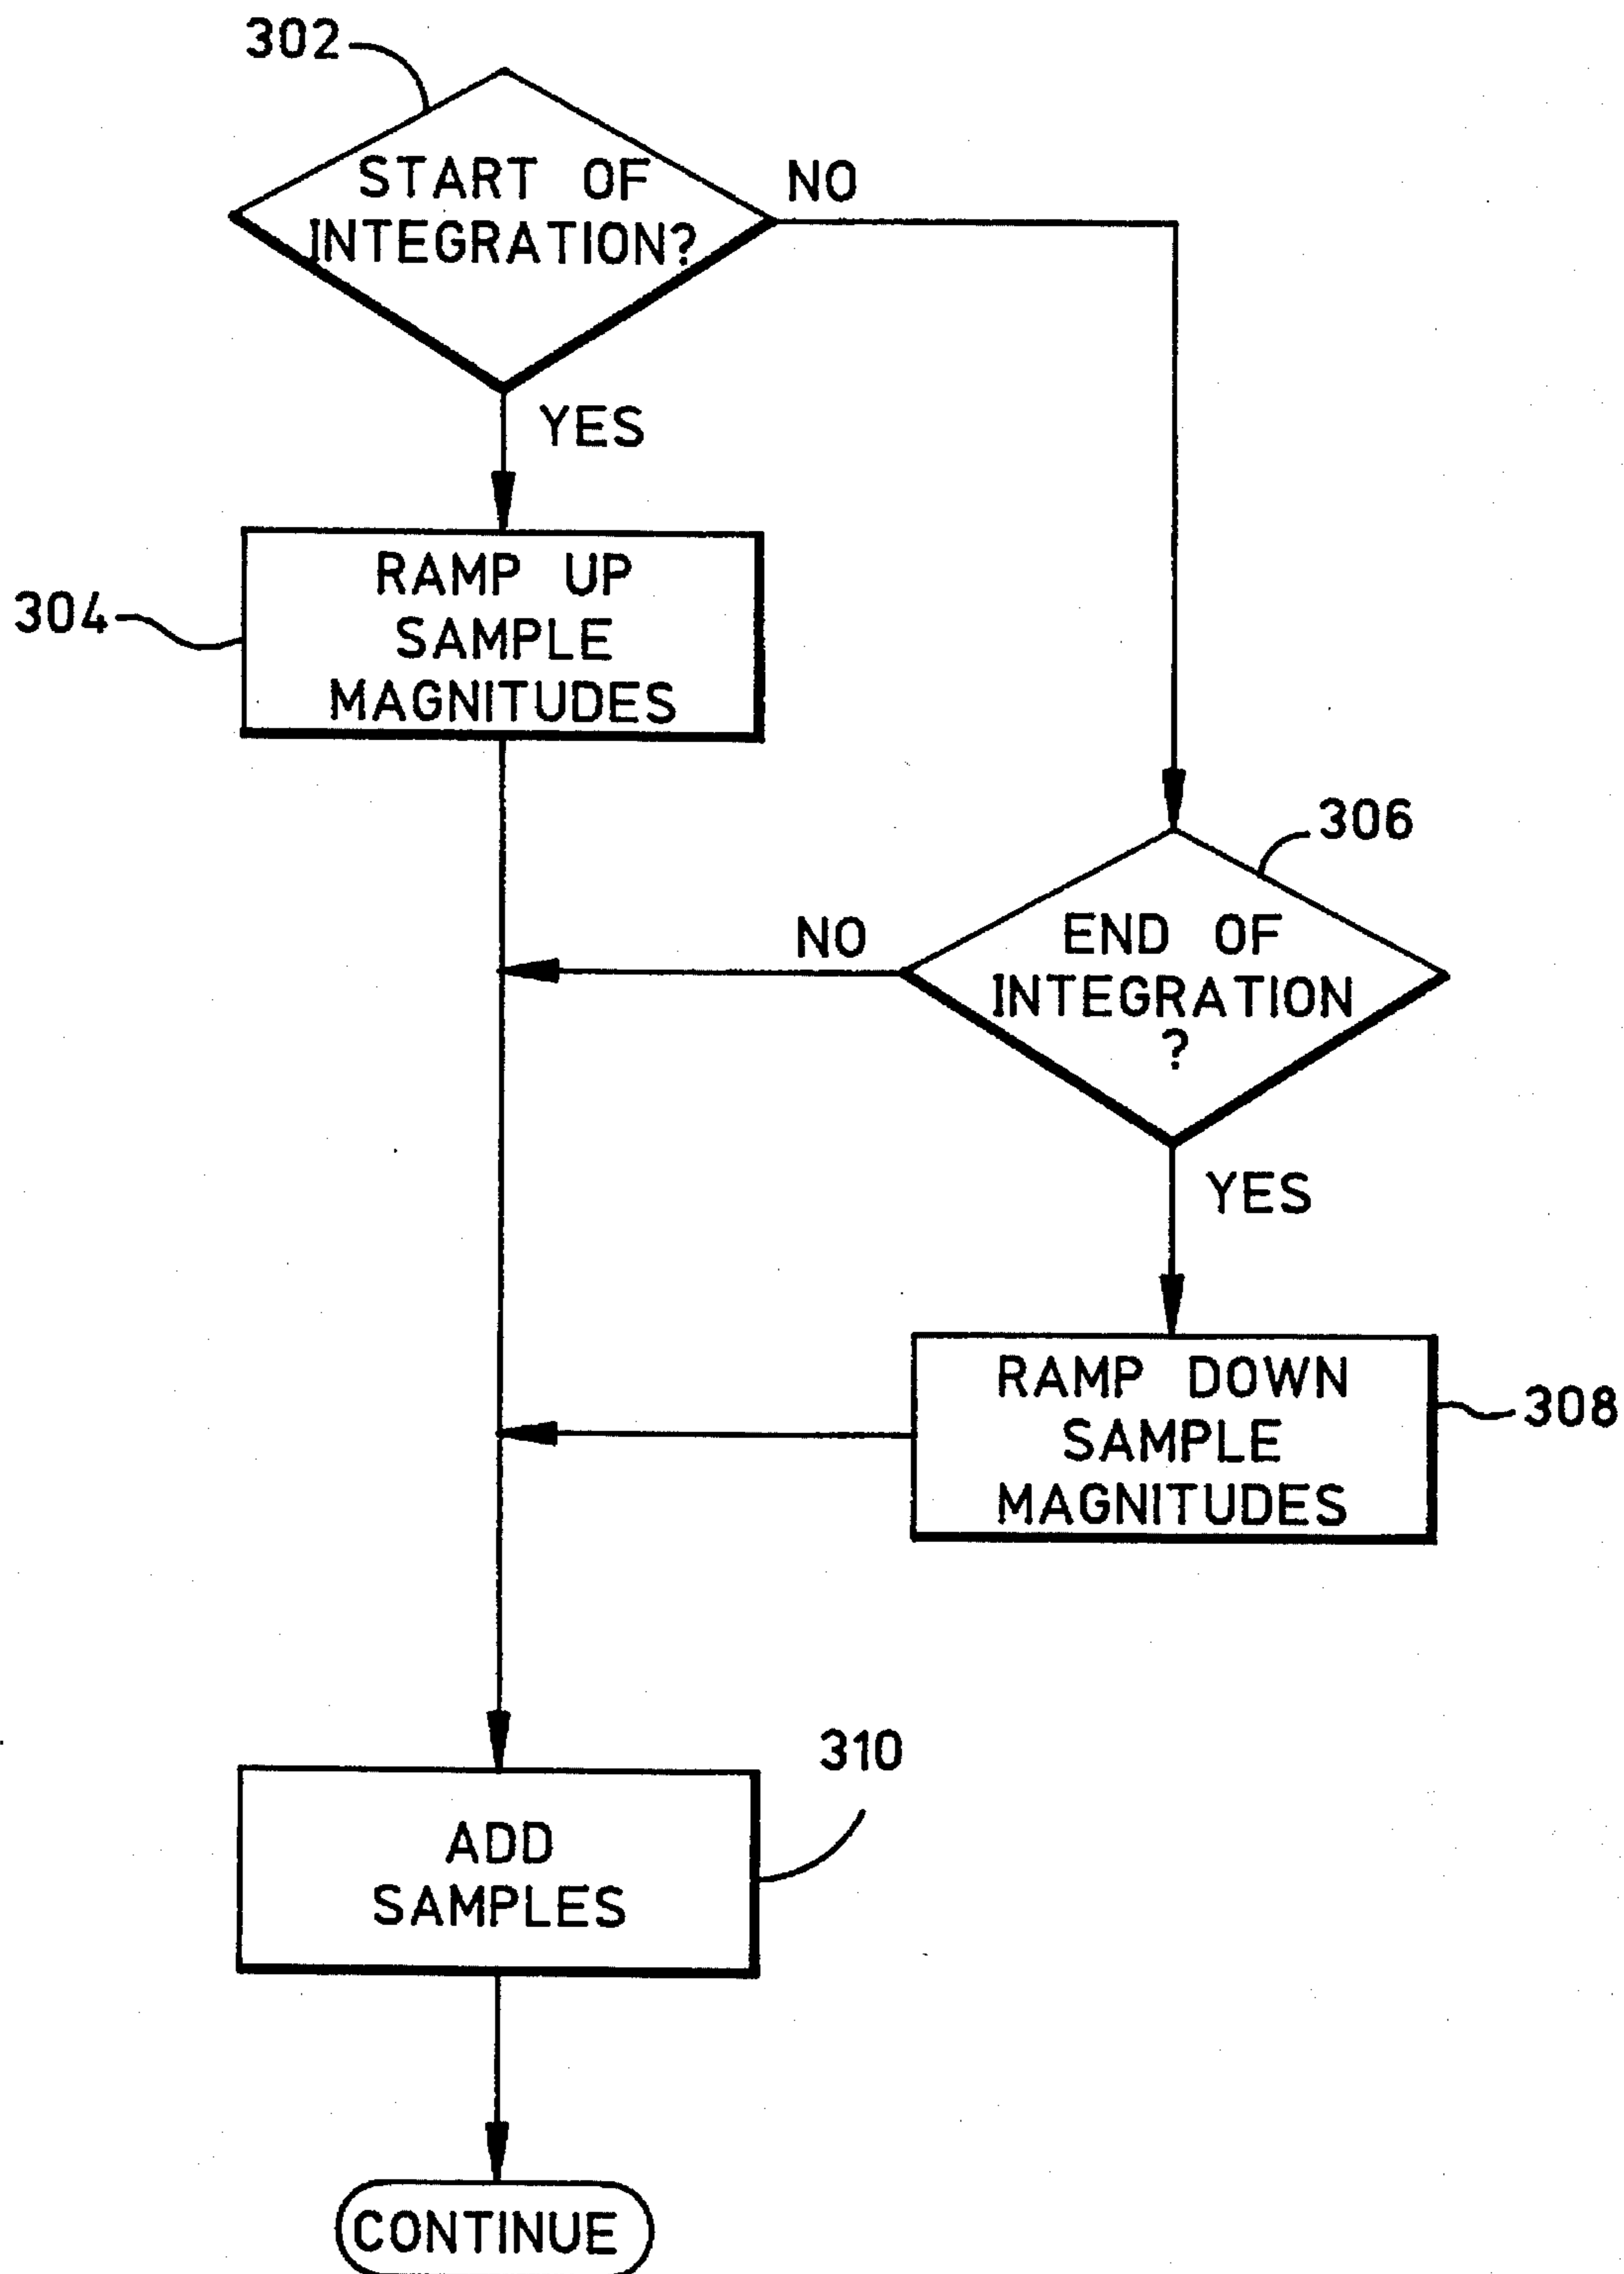 302
START OF
INTEGRATION?
NO
YES
304
RAMP UP
SAMPLE
MAGNITUDES
306
NO
END OF
INTEGRATION
?
YES
RAMP DOWN
SAMPLE
MAGNITUDES
308
310
ADD
SAMPLES
CONTINUE